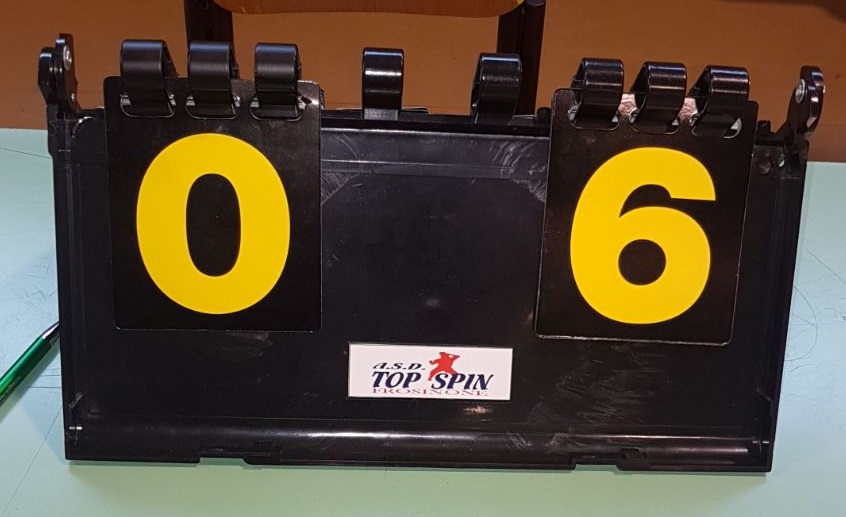 0 6
A.S.D.
TOP SPIN
FROSINONE